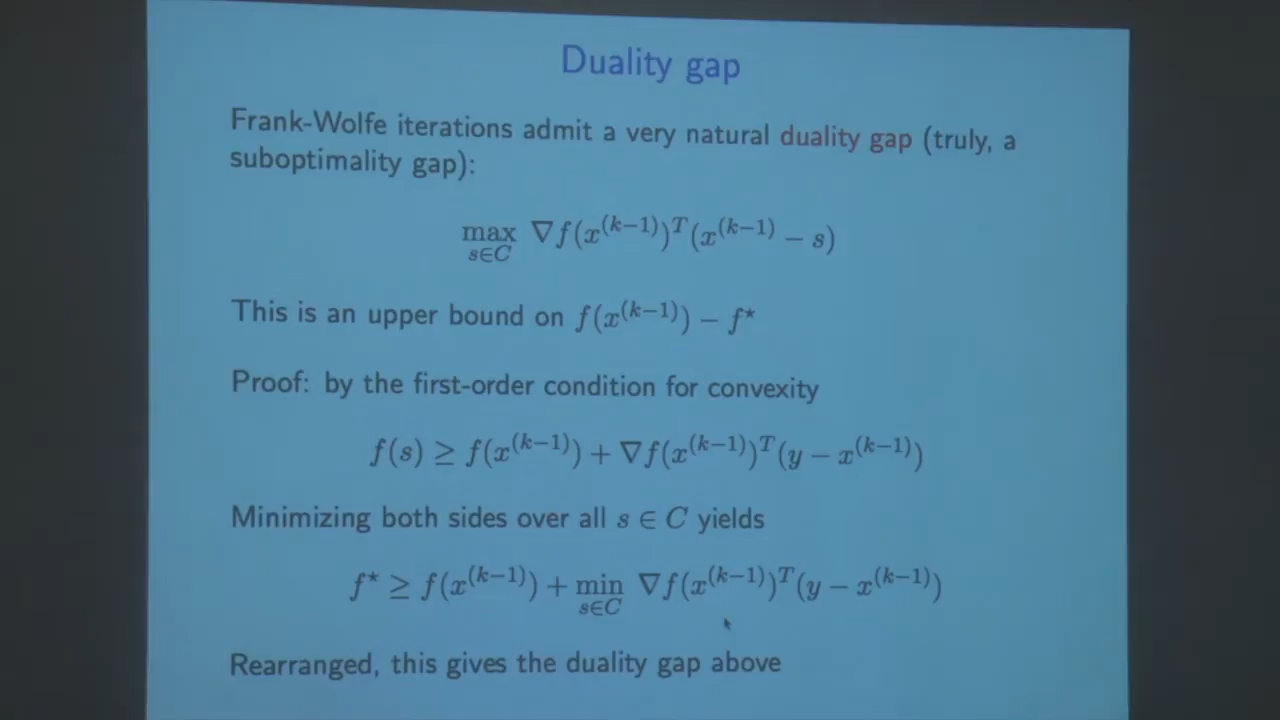 Duality gap
Frank-Wolfe iterations admit a very natural duality gap (truly, a
suboptimality gap):
max_{s∈C} ∇f(x^{(k−1)})^T(x^{(k−1)} − s)
This is an upper bound on f(x^{(k−1)}) − f^⋆
Proof: by the first-order condition for convexity
f(s) ≥ f(x^{(k−1)}) + ∇f(x^{(k−1)})^T(y − x^{(k−1)})
Minimizing both sides over all s ∈ C yields
f^⋆ ≥ f(x^{(k−1)}) + min_{s∈C} ∇f(x^{(k−1)})^T(y − x^{(k−1)})
Rearranged, this gives the duality gap above